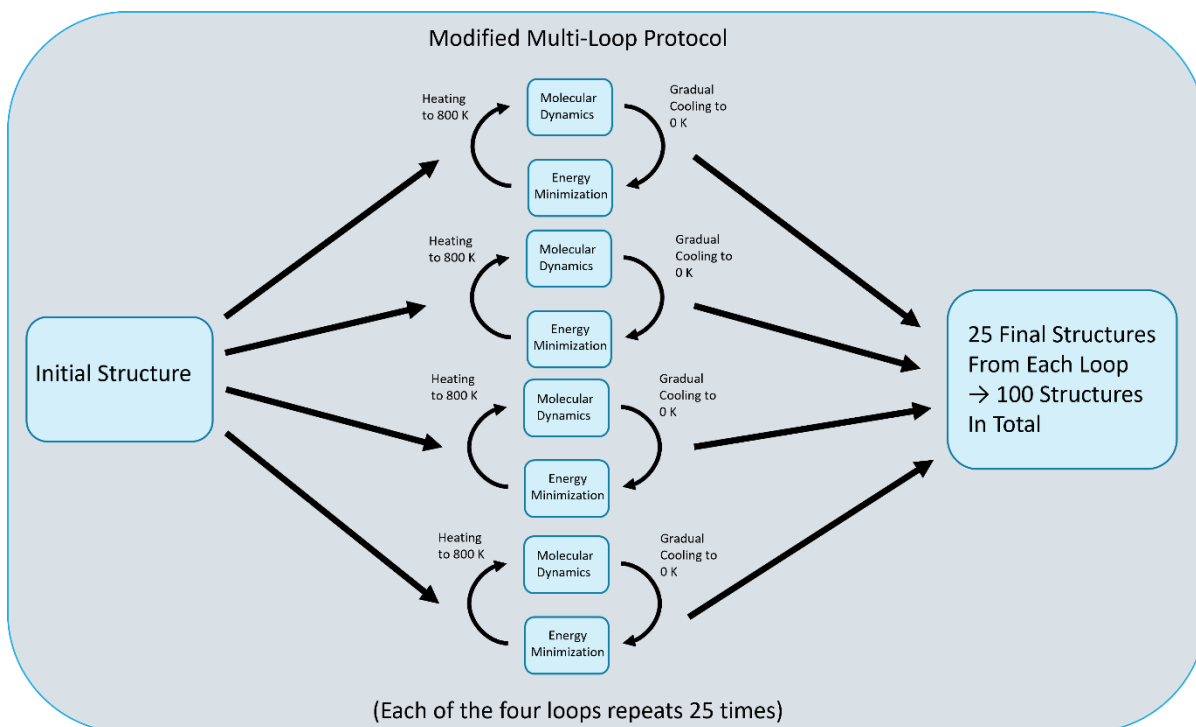 Modified Multi-Loop Protocol
Heating
to 800 K
Molecular
Dynamics
Gradual
Cooling to
0 K
Energy
Minimization
Heating
to 800 K
Molecular
Dynamics
Gradual
Cooling to
0 K
Energy
Minimization
Initial Structure
25 Final Structures
From Each Loop
→ 100 Structures
In Total
Heating
to 800 K
Molecular
Dynamics
Gradual
Cooling to
0 K
Energy
Minimization
Heating
to 800 K
Molecular
Dynamics
Gradual
Cooling to
0 K
Energy
Minimization
(Each of the four loops repeats 25 times)